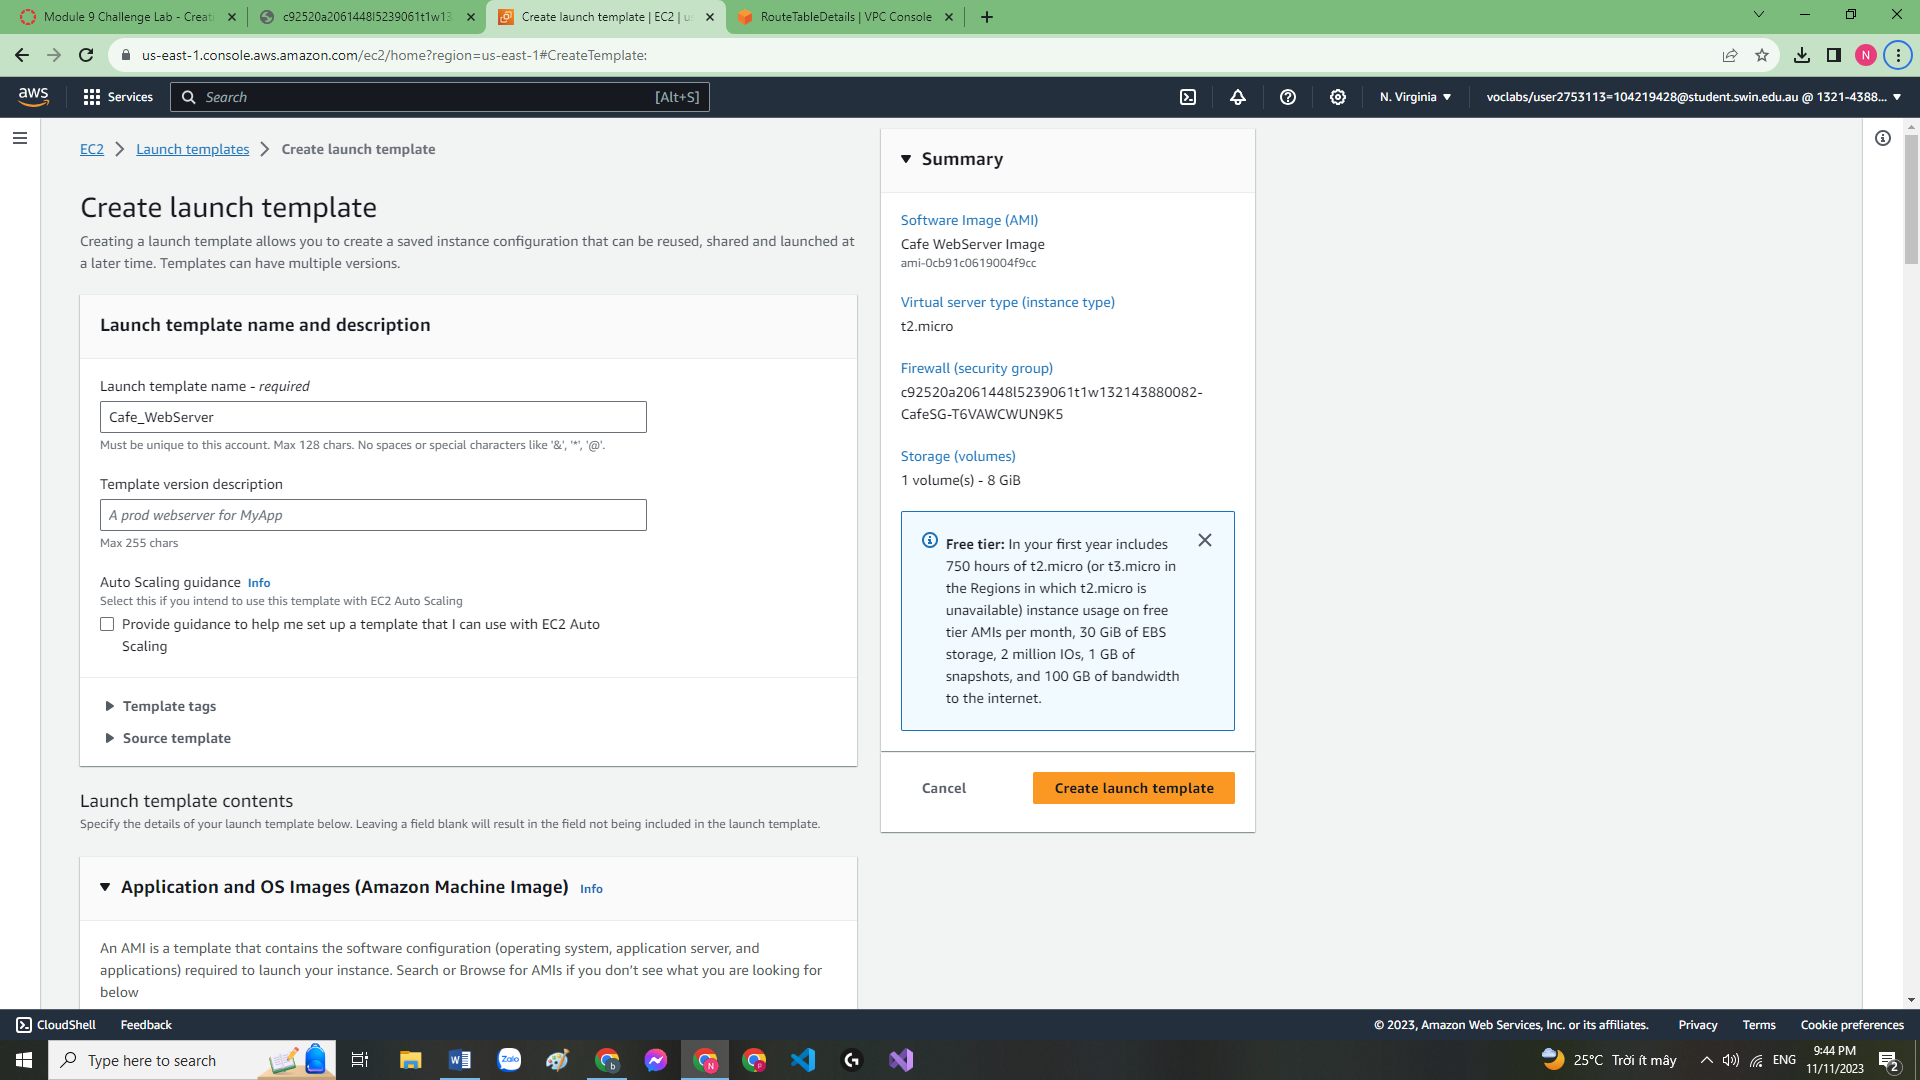 Module 9 Challenge Lab - Creati
c92520a2061448l5239061t1w13
Create launch template | EC2 | us
RouteTableDetails | VPC Console
us-east-1.console.aws.amazon.com/ec2/home?region=us-east-1#CreateTemplate:
N
aws
Services
Search
[Alt+S]
N. Virginia
voclabs/user2753113=104219428@student.swin.edu.au @ 1321-4388...
EC2
Launch templates
Create launch template
Create launch template
Creating a launch template allows you to create a saved instance configuration that can be reused, shared and launched at
a later time. Templates can have multiple versions.
Launch template name and description
Launch template name - required
Cafe_WebServer
Must be unique to this account. Max 128 chars. No spaces or special characters like '&', '*', '@'.
Template version description
A prod webserver for MyApp
Max 255 chars
Auto Scaling guidance Info
Select this if you intend to use this template with EC2 Auto Scaling
Provide guidance to help me set up a template that I can use with EC2 Auto
Scaling
Template tags
Source template
Launch template contents
Specify the details of your launch template below. Leaving a field blank will result in the field not being included in the launch template.
Application and OS Images (Amazon Machine Image) Info
An AMI is a template that contains the software configuration (operating system, application server, and
applications) required to launch your instance. Search or Browse for AMIs if you don’t see what you are looking for
below
Summary
Software Image (AMI)
Cafe WebServer Image
ami-0cb91c0619004f9cc
Virtual server type (instance type)
t2.micro
Firewall (security group)
c92520a2061448l5239061t1w132143880082-
CafeSG-T6VAWCWUN9K5
Storage (volumes)
1 volume(s) - 8 GiB
Free tier: In your first year includes
750 hours of t2.micro (or t3.micro in
the Regions in which t2.micro is
unavailable) instance usage on free
tier AMIs per month, 30 GiB of EBS
storage, 2 million IOs, 1 GB of
snapshots, and 100 GB of bandwidth
to the internet.
Cancel
Create launch template
CloudShell
Feedback
© 2023, Amazon Web Services, Inc. or its affiliates.
Privacy
Terms
Cookie preferences
Type here to search
Zalo
25°C Trời ít mây
ENG
9:44 PM
11/11/2023
2